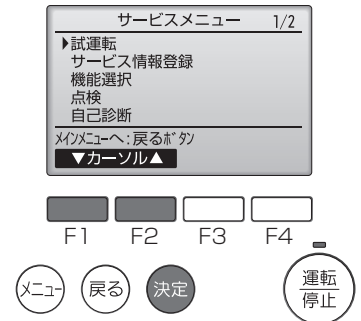 サービスメニュー 1/2
▶試運転
サービス情報登録
機能選択
点検
自己診断
ﾒｲﾝﾒﾆｭｰへ:戻るﾎﾞﾀﾝ
▼カーソル▲
F1 F2 F3 F4
メニュー 戻る 決定 運転
停止